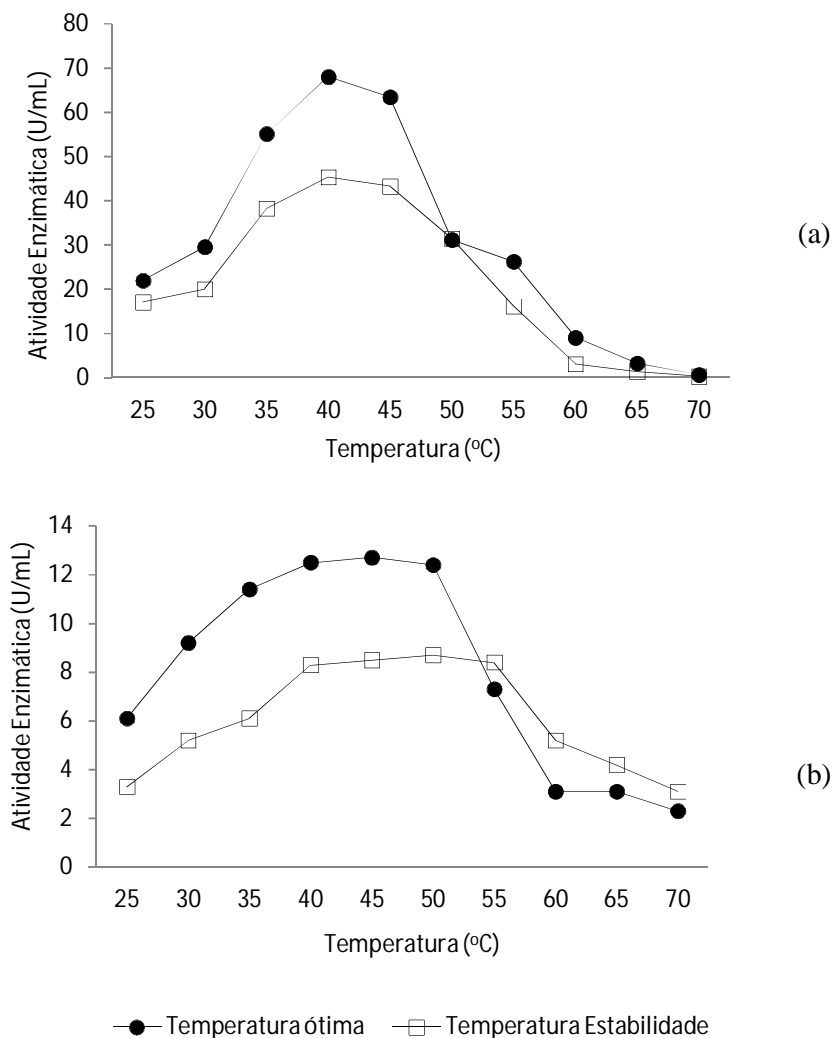 80
70
60
50
40
30
20
10
0
Atividade Enzimática (U/mL)
25 30 35 40 45 50 55 60 65 70
Temperatura (ºC)
(a)
14
12
10
8
6
4
2
0
Atividade Enzimática (U/mL)
25 30 35 40 45 50 55 60 65 70
Temperatura (ºC)
(b)
Temperatura ótima Temperatura Estabilidade